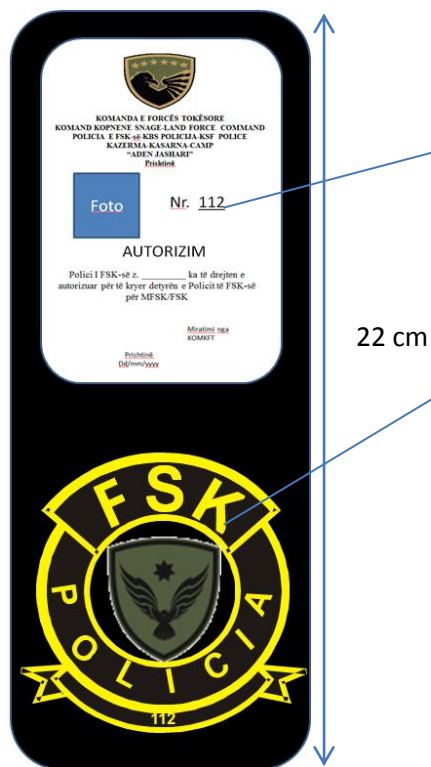 KOMANDA E FORCËS TOKËSORE
KOMAND KOPNENE SNAGE-LAND FORCE COMMAND
POLICIA E FSK-së-KBS POLICIJA-KSF POLICE
KAZERMA-KASARNA-CAMP
“ADEN JASHARI”
Prishtinë
Foto
Nr. 112
AUTORIZIM
Polici I FSK-së z. _________ ka të drejten e
autorizuar për të kryer detyrën e Policit të FSK-së
për MFSK/FSK
Miratimi nga
KOMKFT
Prishtinë
Dd/mm/yyyy
22 cm
FSK
POLICIA
112